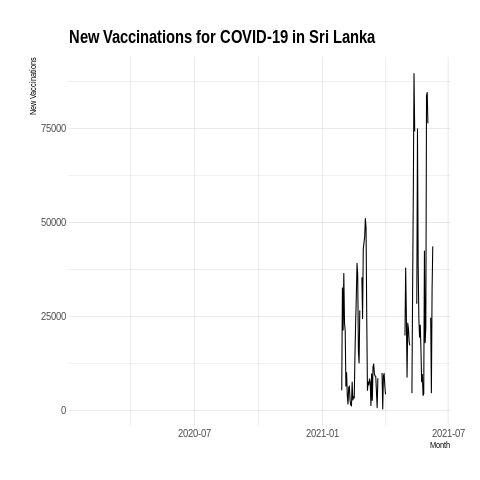 New Vaccinations for COVID-19 in Sri Lanka
New Vaccinations
75000
50000
25000
0
2020-07
2021-01
2021-07
Month